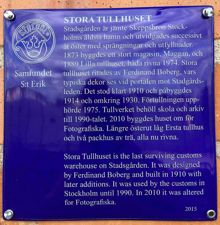 STORA TULLHUSET
Stadsgården är jämte Skeppsbron Stock-
holms äldsta hamn och utvidgades successivt
åt öster med sprängningar och utfyllnader.
1873 byggdes ett stort magasin, Maggan, och
1889 Lilla tullhuset, båda rivna 1974. Stora
tullhuset ritades av Ferdinand Boberg, vars
typiska dekor ses vid portalen mot Stadsgårds-
leden. Det stod klart 1910 och påbyggdes
1914 och omkring 1930. Förtullningen upp-
hörde 1975. Tullverket behöll skola och arkiv
till 1990-talet. 2010 byggdes huset om för
Fotografiska. Längre österut låg Ersta tullhus
och två packhus av trä, alla nu rivna.
Samfundet
S:t Erik
Stora Tullhuset is the last surviving customs
warehouse on Stadsgården. It was designed
by Ferdinand Boberg and built in 1910 with
later additions. It was used by the customs in
Stockholm until 1990. In 2010 it was altered
for Fotografiska.
2015